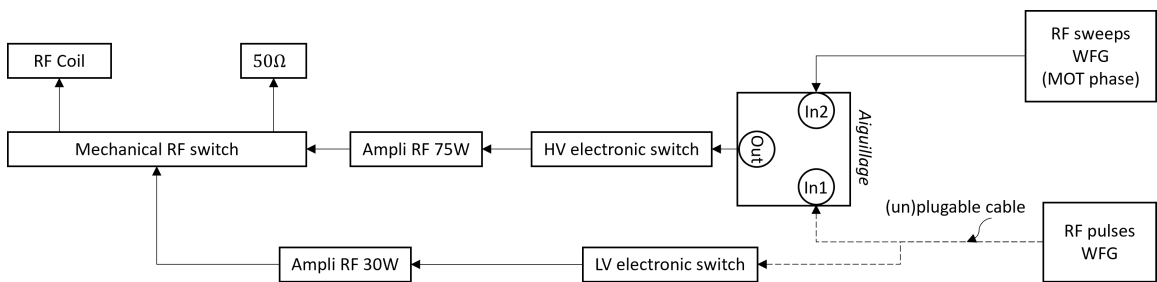 RF Coil
50Ω
Mechanical RF switch
Ampli RF 75W
HV electronic switch
Out
In2
In1
Aiguillage
RF sweeps
WFG
(MOT phase)
(un)plugable cable
RF pulses
WFG
Ampli RF 30W
LV electronic switch